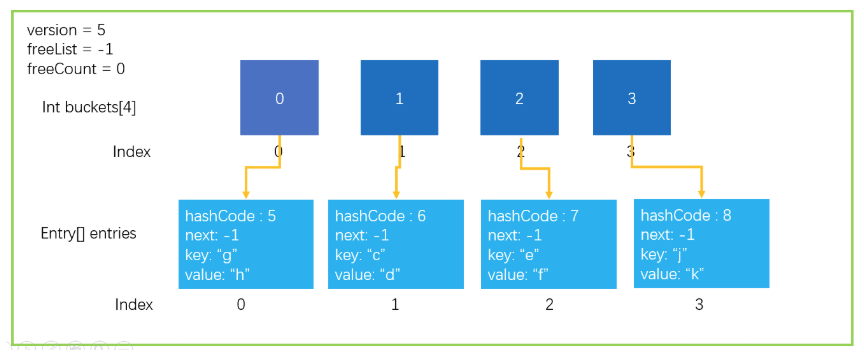 version = 5
freeList = -1
freeCount = 0
Int buckets[4]
0 1 2 3
Index 0 1 2 3
Entry[] entries
hashCode : 5
next: -1
key: “g”
value: “h”
hashCode : 6
next: -1
key: “c”
value: “d”
hashCode : 7
next: -1
key: “e”
value: “f”
hashCode : 8
next: -1
key: “j”
value: “k”
Index 0 1 2 3